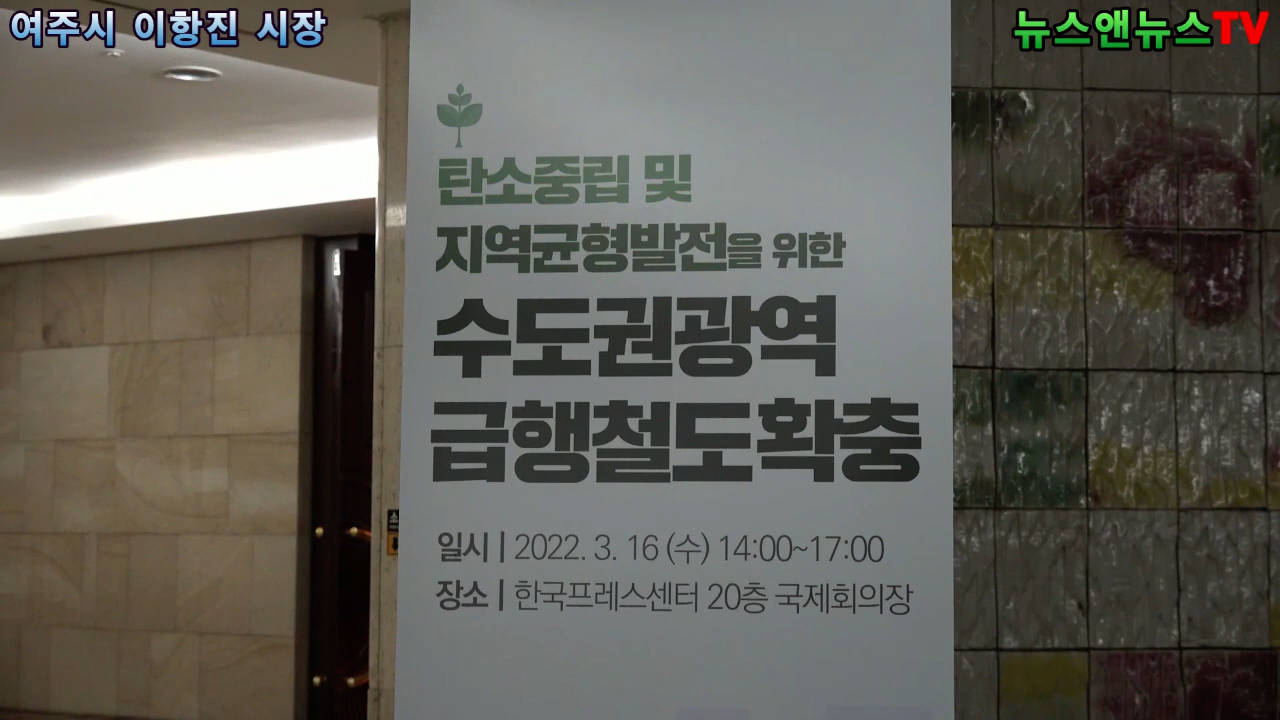 여주시 이항진 시장
뉴스앤뉴스TV
탄소중립 및
지역균형발전을 위한
수도권광역
급행철도확충
일시 | 2022. 3. 16 (수) 14:00~17:00
장소 | 한국프레스센터 20층 국제회의장